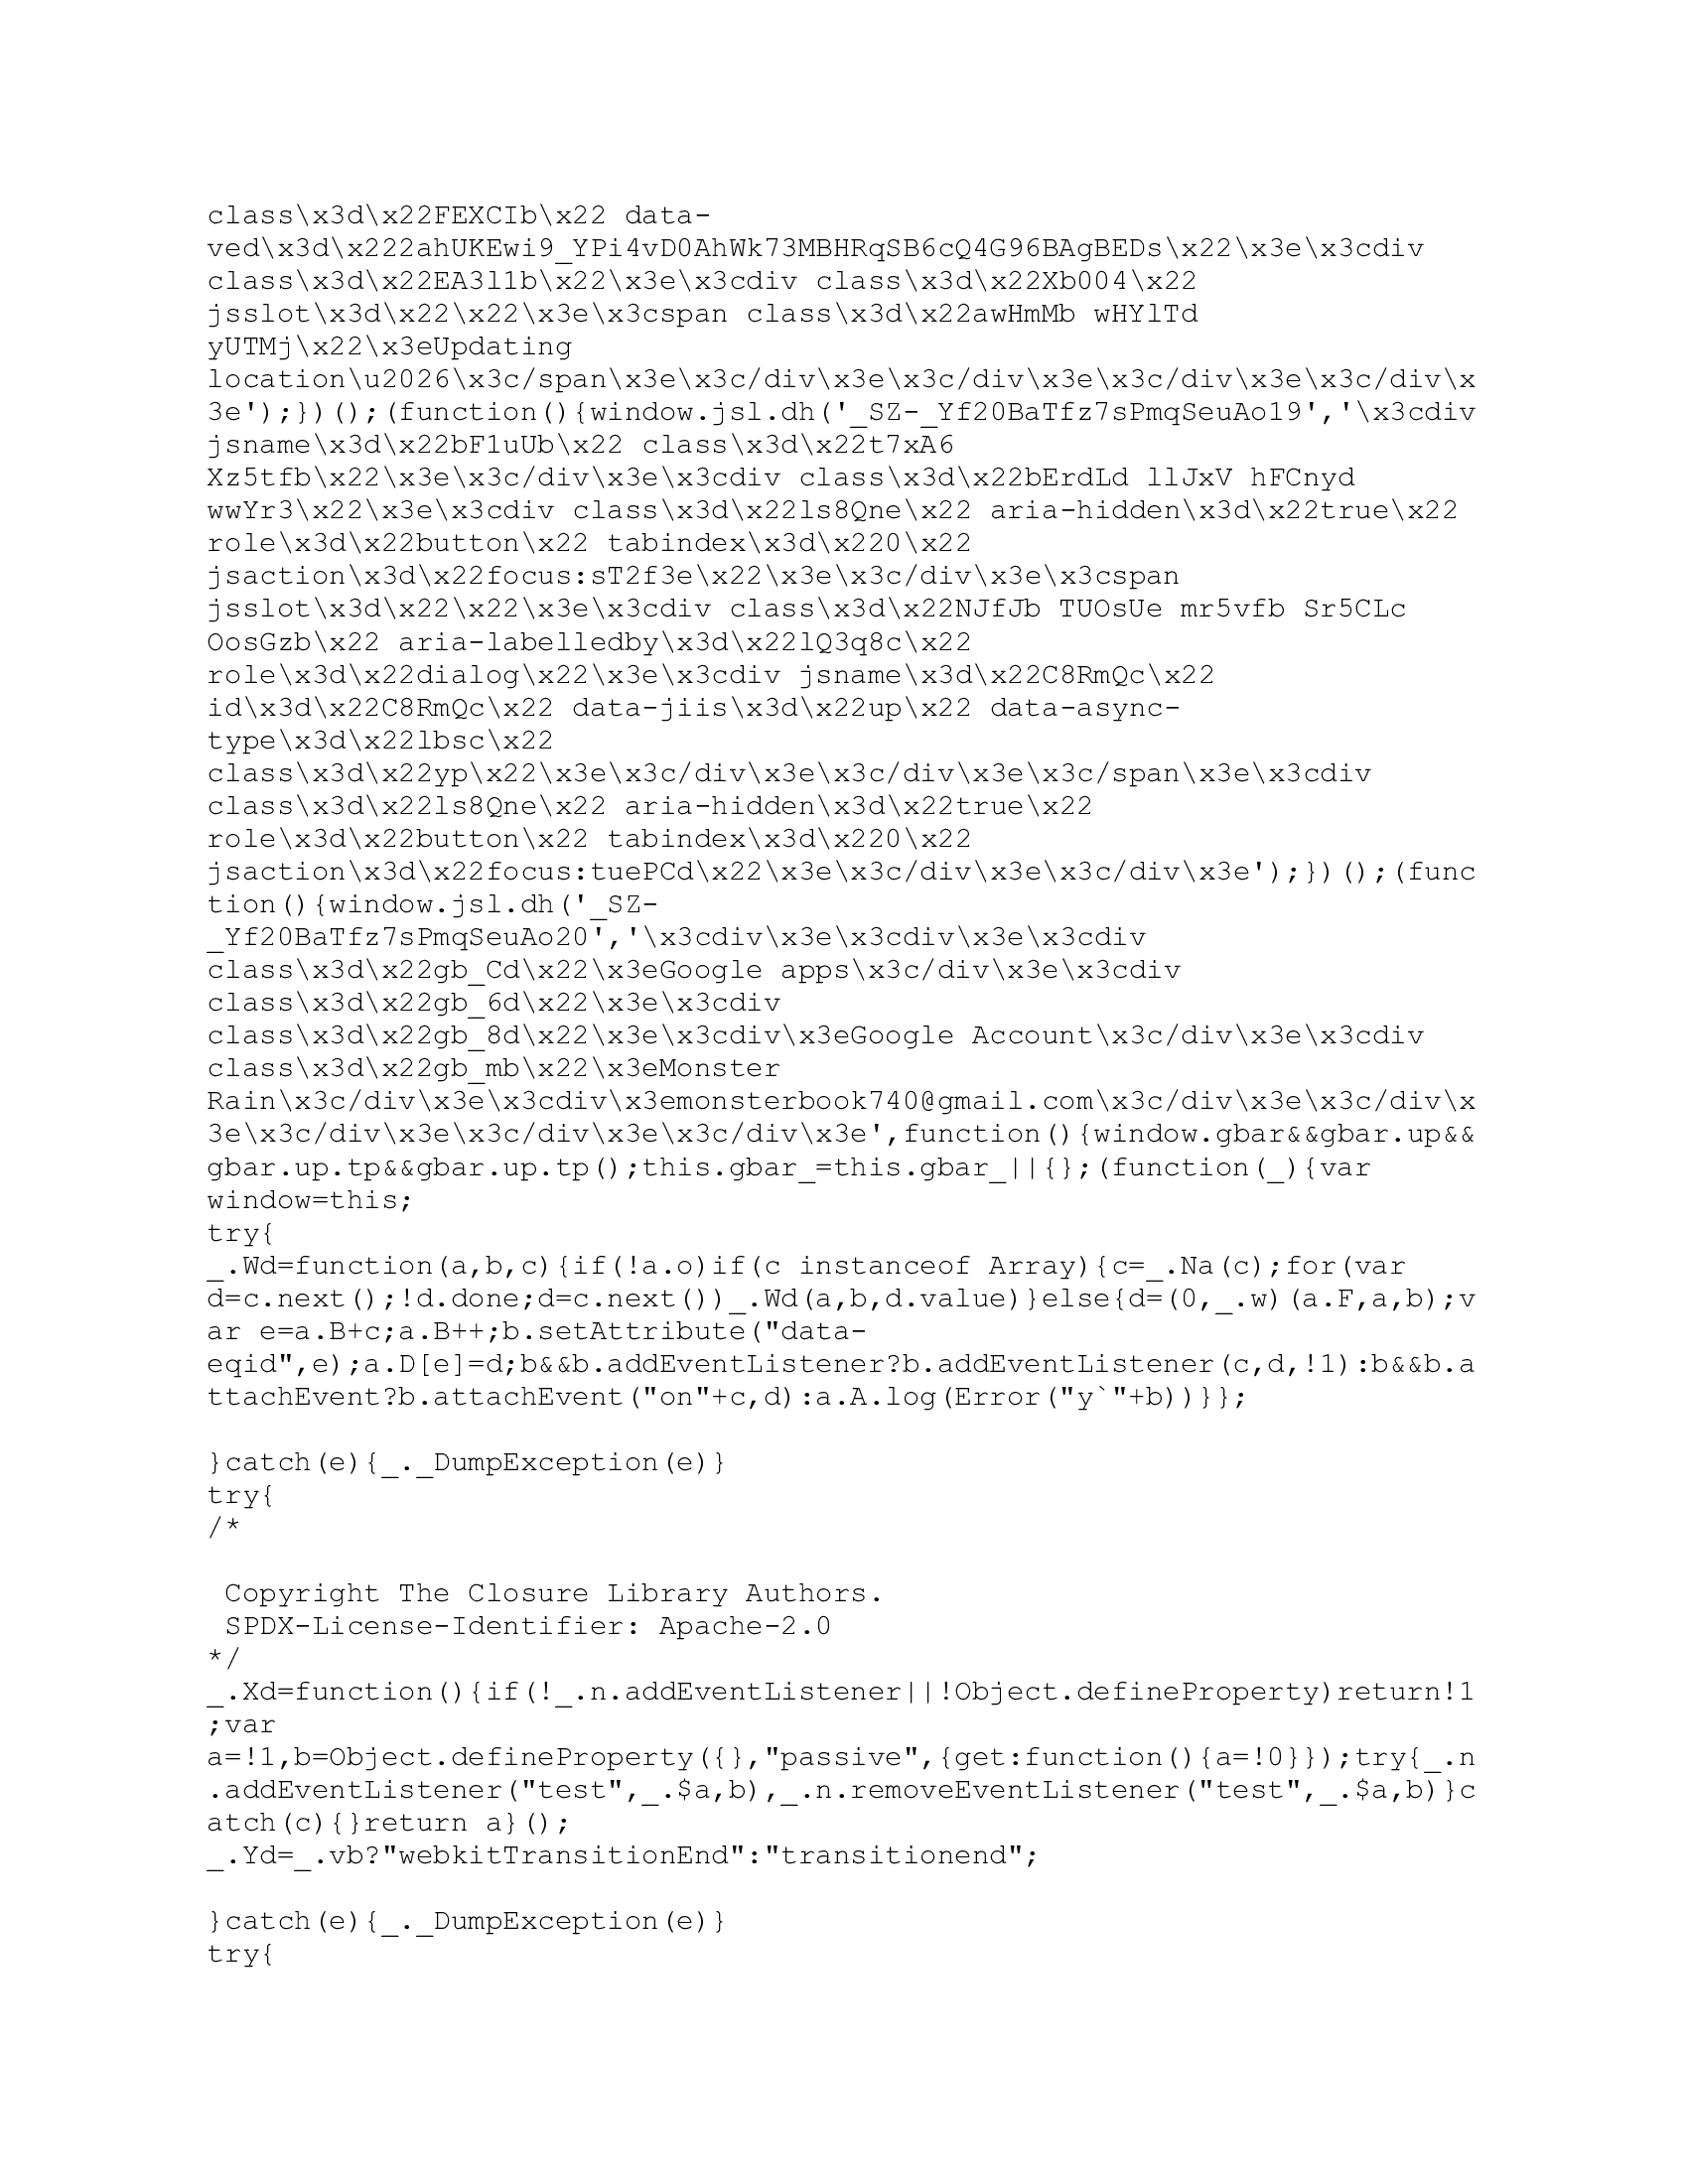 class\x3d\x22FEXCIb\x22 data-
ved\x3d\x222ahUKEwi9_YPi4vD0AhWk73MBHRqSB6cQ4G96BAgBEDs\x22\x3e\x3cdiv
class\x3d\x22EA3l1b\x22\x3e\x3cdiv class\x3d\x22Xb004\x22
jsslot\x3d\x22\x22\x3e\x3cspan class\x3d\x22awHmMb wHYlTd
yUTMj\x22\x3eUpdating
location\u2026\x3c/span\x3e\x3c/div\x3e\x3c/div\x3e\x3c/div\x3e\x3c/div\x
3e');})();(function(){window.jsl.dh('_SZ-_Yf20BaTfz7sPmqSeuAo19','\x3cdiv
jsname\x3d\x22bF1uUb\x22 class\x3d\x22t7xA6
Xz5tfb\x22\x3e\x3c/div\x3e\x3cdiv class\x3d\x22bErdLd llJxV hFCnyd
wwYr3\x22\x3e\x3cdiv class\x3d\x22ls8Qne\x22 aria-hidden\x3d\x22true\x22
role\x3d\x22button\x22 tabindex\x3d\x220\x22
jsaction\x3d\x22focus:sT2f3e\x22\x3e\x3c/div\x3e\x3cspan
jsslot\x3d\x22\x22\x3e\x3cdiv class\x3d\x22NJfJb TUOsUe mr5vfb Sr5CLc
OosGzb\x22 aria-labelledby\x3d\x22lQ3q8c\x22
role\x3d\x22dialog\x22\x3e\x3cdiv jsname\x3d\x22C8RmQc\x22
id\x3d\x22C8RmQc\x22 data-jiis\x3d\x22up\x22 data-async-
type\x3d\x22lbsc\x22
class\x3d\x22yp\x22\x3e\x3c/div\x3e\x3c/div\x3e\x3c/span\x3e\x3cdiv
class\x3d\x22ls8Qne\x22 aria-hidden\x3d\x22true\x22
role\x3d\x22button\x22 tabindex\x3d\x220\x22
jsaction\x3d\x22focus:tuePCd\x22\x3e\x3c/div\x3e\x3c/div\x3e');})();(func
tion(){window.jsl.dh('_SZ-
_Yf20BaTfz7sPmqSeuAo20','\x3cdiv\x3e\x3cdiv\x3e\x3cdiv
class\x3d\x22gb_Cd\x22\x3eGoogle apps\x3c/div\x3e\x3cdiv
class\x3d\x22gb_6d\x22\x3e\x3cdiv
class\x3d\x22gb_8d\x22\x3e\x3cdiv\x3eGoogle Account\x3c/div\x3e\x3cdiv
class\x3d\x22gb_mb\x22\x3eMonster
Rain\x3c/div\x3e\x3cdiv\x3emonsterbook740@gmail.com\x3c/div\x3e\x3c/div\x
3e\x3c/div\x3e\x3c/div\x3e\x3c/div\x3e',function(){window.gbar&&gbar.up&&
gbar.up.tp&&gbar.up.tp();this.gbar_=this.gbar_||{};(function(_){var
window=this;
try{
_.Wd=function(a,b,c){if(!a.o)if(c instanceof Array){c=_.Na(c);for(var
d=c.next();!d.done;d=c.next())_.Wd(a,b,d.value)}else{d=(0,_.w)(a.F,a,b);v
ar e=a.B+c;a.B++;b.setAttribute("data-
eqid",e);a.D[e]=d;b&&b.addEventListener?b.addEventListener(c,d,!1):b&&b.a
ttachEvent?b.attachEvent("on"+c,d):a.A.log(Error("y`"+b))}};

}catch(e){_._DumpException(e)}
try{
/*

 Copyright The Closure Library Authors.
 SPDX-License-Identifier: Apache-2.0
*/
_.Xd=function(){if(!_.n.addEventListener||!Object.defineProperty)return!1
;var
a=!1,b=Object.defineProperty({},"passive",{get:function(){a=!0}});try{_.n
.addEventListener("test",_.$a,b),_.n.removeEventListener("test",_.$a,b)}c
atch(c){}return a}();
_.Yd=_.vb?"webkitTransitionEnd":"transitionend";

}catch(e){_._DumpException(e)}
try{